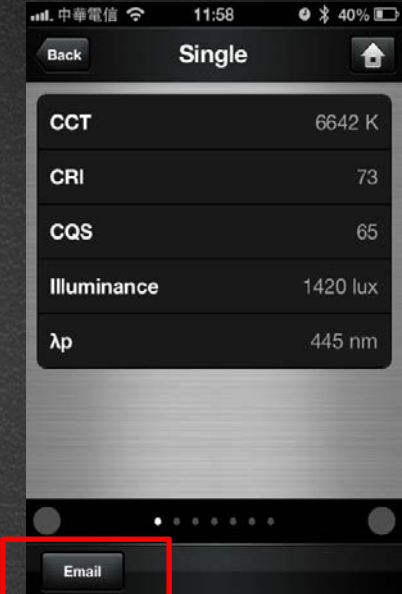 中華電信 11:58 40%
Back Single
CCT 6642 K
CRI 73
CQS 65
Illuminance 1420 lux
λp 445 nm
Email